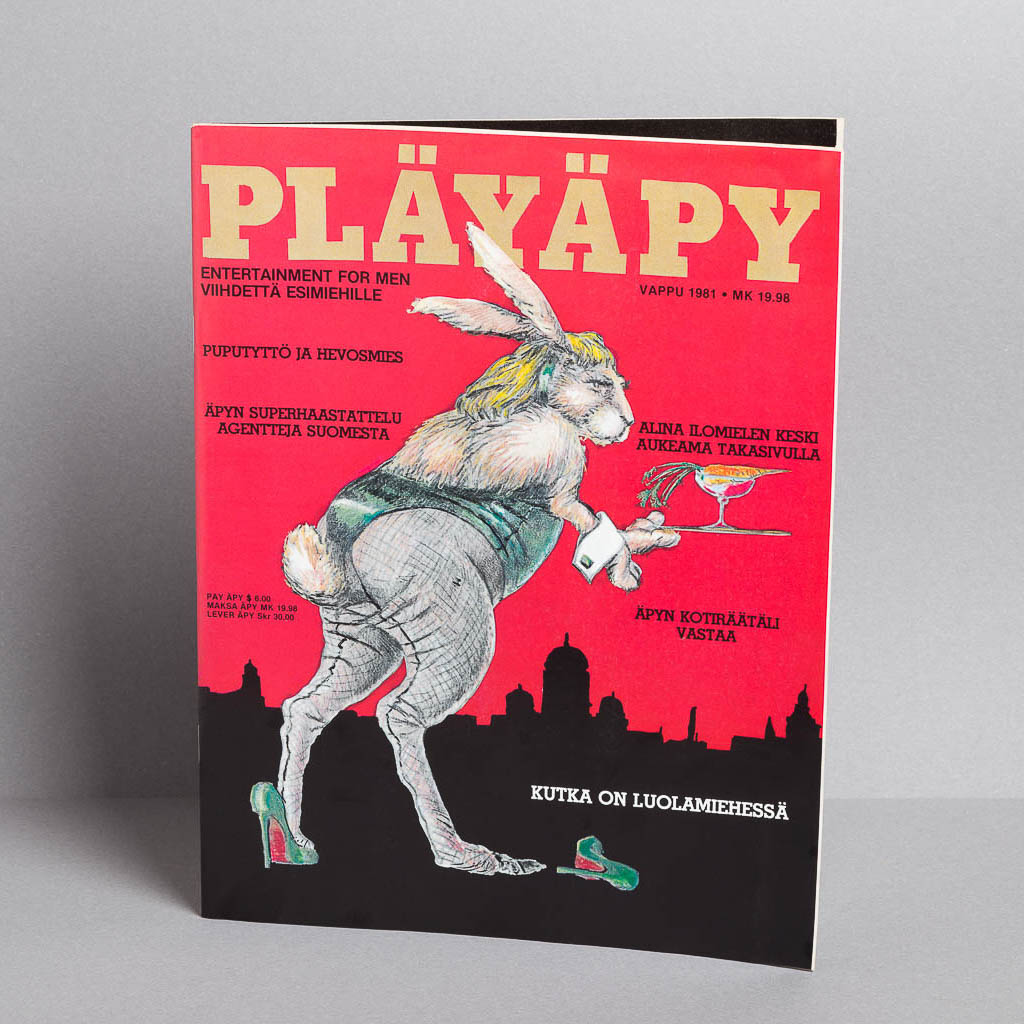 PLÄYÄPY
ENTERTAINMENT FOR MEN
VIIHDETTÄ ESIMIEHILLE
VAPPU 1981 • MK 19.98
PUPUTYTTÖ JA HEVOSMIES
ÄPYN SUPERHAASTATTELU
AGENTTEJA SUOMESTA
ALINA ILOMIELEN KESKI
AUKEAMA TAKASIVULLA
PAY ÄPY $ 6.00
MAKSA ÄPY MK 19.98
LEVER ÄPY Skr 30,00
ÄPYN KOTIRÄÄTÄLI
VASTAA
KUTKA ON LUOLAMIEHESSÄ